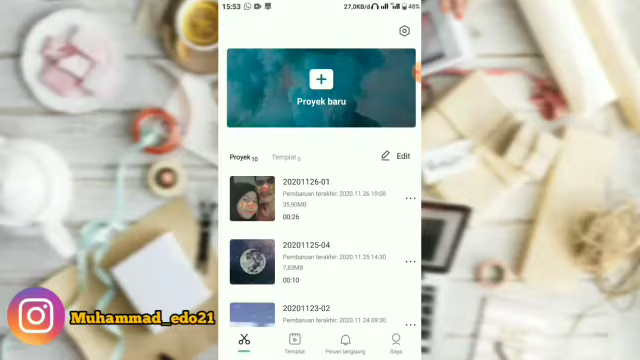 15:53
27,0KB/d
48%
Proyek baru
Proyek 10
Templat 0
Edit
20201126-01
Pembaruan terakhir: 2020.11.26 19:08
35,90MB
00:26
20201125-04
Pembaruan terakhir: 2020.11.25 14:30
7,83MB
00:10
20201123-02
Pembaruan terakhir: 2020.11.24 09:30
Templat
Pesan langsung
Saya
Muhammad_edo21